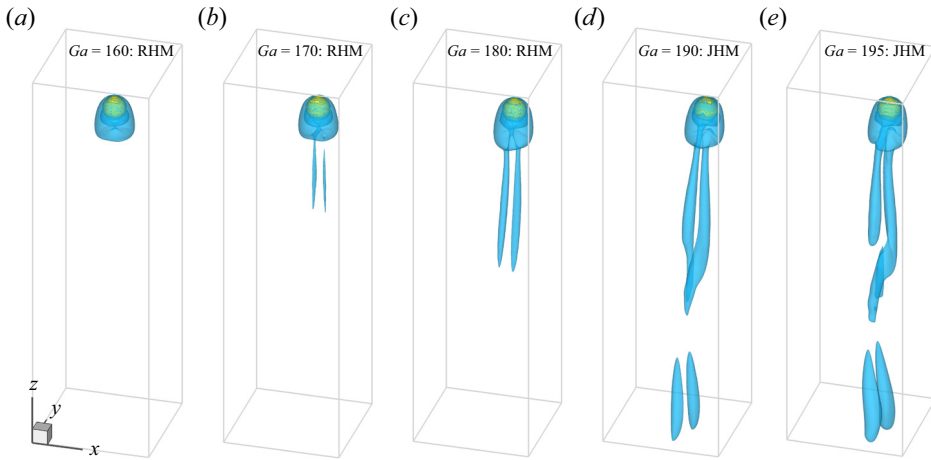 (a)
Ga = 160: RHM
(b)
Ga = 170: RHM
(c)
Ga = 180: RHM
(d)
Ga = 190: JHM
(e)
Ga = 195: JHM
z
y
x